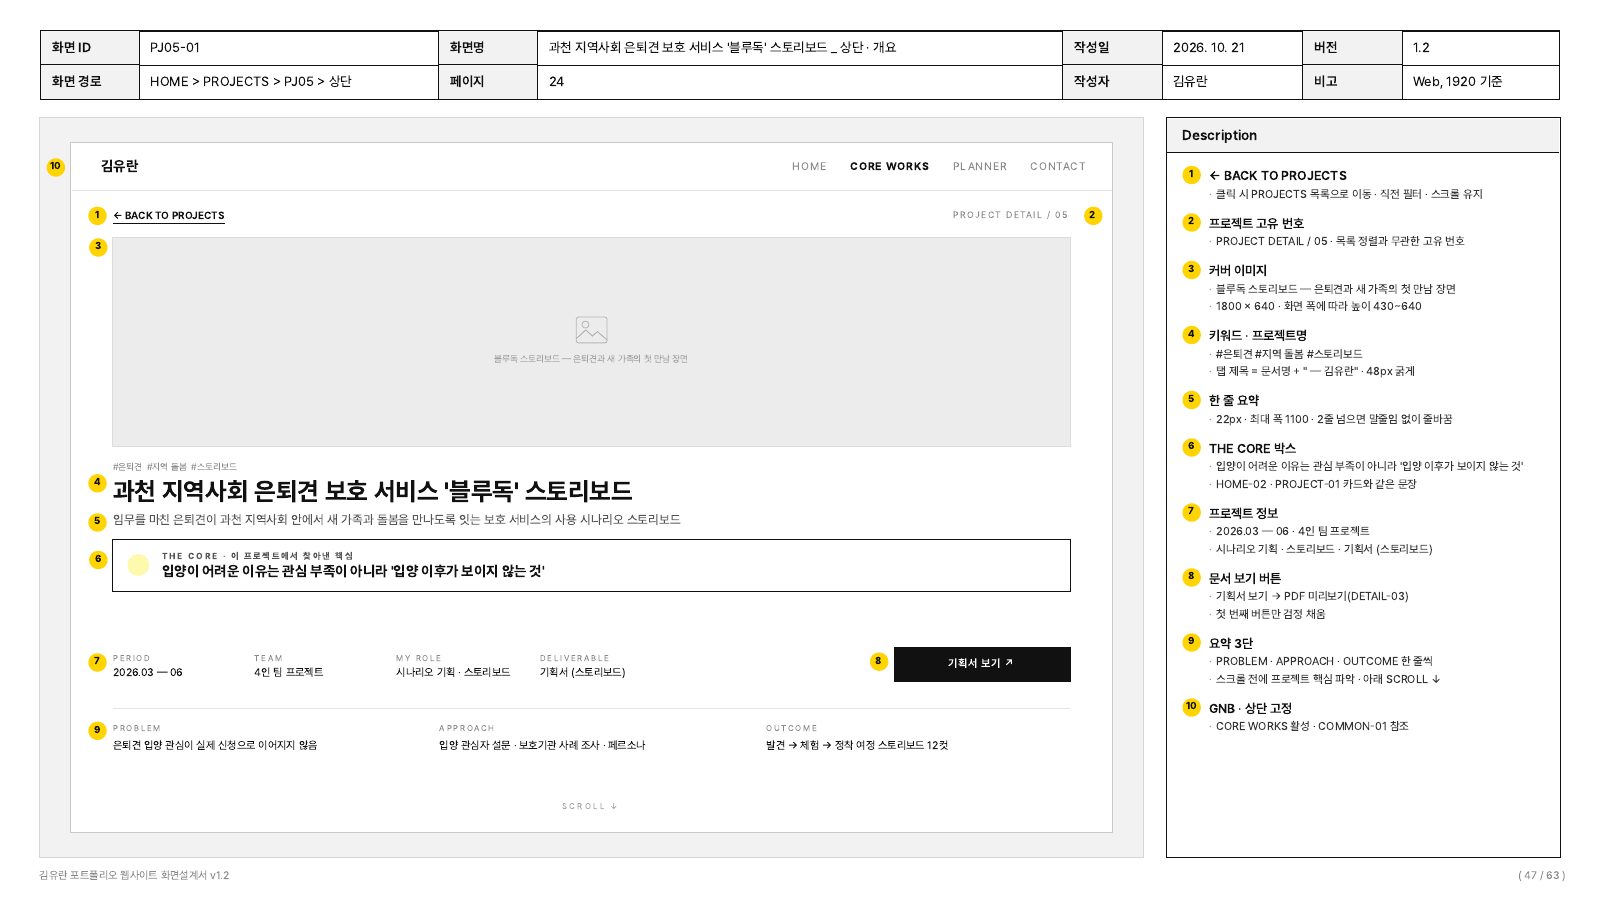 화면 ID PJ05-01 화면명 과천 지역사회 은퇴견 보호 서비스 '블루독' 스토리보드 _ 상단 · 개요 작성일 2026. 10. 21 버전 1.2
화면 경로 HOME > PROJECTS > PJ05 > 상단 페이지 24 작성자 김유란 비고 Web, 1920 기준
10
김유란 HOME CORE WORKS PLANNER CONTACT
1 ← BACK TO PROJECTS PROJECT DETAIL / 05 2
3
블루독 스토리보드 — 은퇴견과 새 가족의 첫 만남 장면
#은퇴견 #지역 돌봄 #스토리보드
4 과천 지역사회 은퇴견 보호 서비스 '블루독' 스토리보드
5 임무를 마친 은퇴견이 과천 지역사회 안에서 새 가족과 돌봄을 만나도록 잇는 보호 서비스의 사용 시나리오 스토리보드
6 THE CORE · 이 프로젝트에서 찾아낸 핵심
입양이 어려운 이유는 관심 부족이 아니라 '입양 이후가 보이지 않는 것'
7 PERIOD TEAM MY ROLE DELIVERABLE
2026.03 — 06 4인 팀 프로젝트 시나리오 기획 · 스토리보드 기획서 (스토리보드)
8 기획서 보기 ↗
9 PROBLEM APPROACH OUTCOME
은퇴견 입양 관심이 실제 신청으로 이어지지 않음 입양 관심자 설문 · 보호기관 사례 조사 · 페르소나 발견 → 체험 → 정착 여정 스토리보드 12컷
SCROLL ↓
Description
1 ← BACK TO PROJECTS
· 클릭 시 PROJECTS 목록으로 이동 · 직전 필터 · 스크롤 유지
2 프로젝트 고유 번호
· PROJECT DETAIL / 05 · 목록 정렬과 무관한 고유 번호
3 커버 이미지
· 블루독 스토리보드 — 은퇴견과 새 가족의 첫 만남 장면
· 1800 × 640 · 화면 폭에 따라 높이 430~640
4 키워드 · 프로젝트명
· #은퇴견 #지역 돌봄 #스토리보드
· 탭 제목 = 문서명 + " — 김유란" · 48px 굵게
5 한 줄 요약
· 22px · 최대 폭 1100 · 2줄 넘으면 말줄임 없이 줄바꿈
6 THE CORE 박스
· 입양이 어려운 이유는 관심 부족이 아니라 '입양 이후가 보이지 않는 것'
· HOME-02 · PROJECT-01 카드와 같은 문장
7 프로젝트 정보
· 2026.03 — 06 · 4인 팀 프로젝트
· 시나리오 기획 · 스토리보드 · 기획서 (스토리보드)
8 문서 보기 버튼
· 기획서 보기 → PDF 미리보기(DETAIL-03)
· 첫 번째 버튼만 검정 채움
9 요약 3단
· PROBLEM · APPROACH · OUTCOME 한 줄씩
· 스크롤 전에 프로젝트 핵심 파악 · 아래 SCROLL ↓
10 GNB · 상단 고정
· CORE WORKS 활성 · COMMON-01 참조
김유란 포트폴리오 웹사이트 화면설계서 v1.2 ( 47 / 63 )